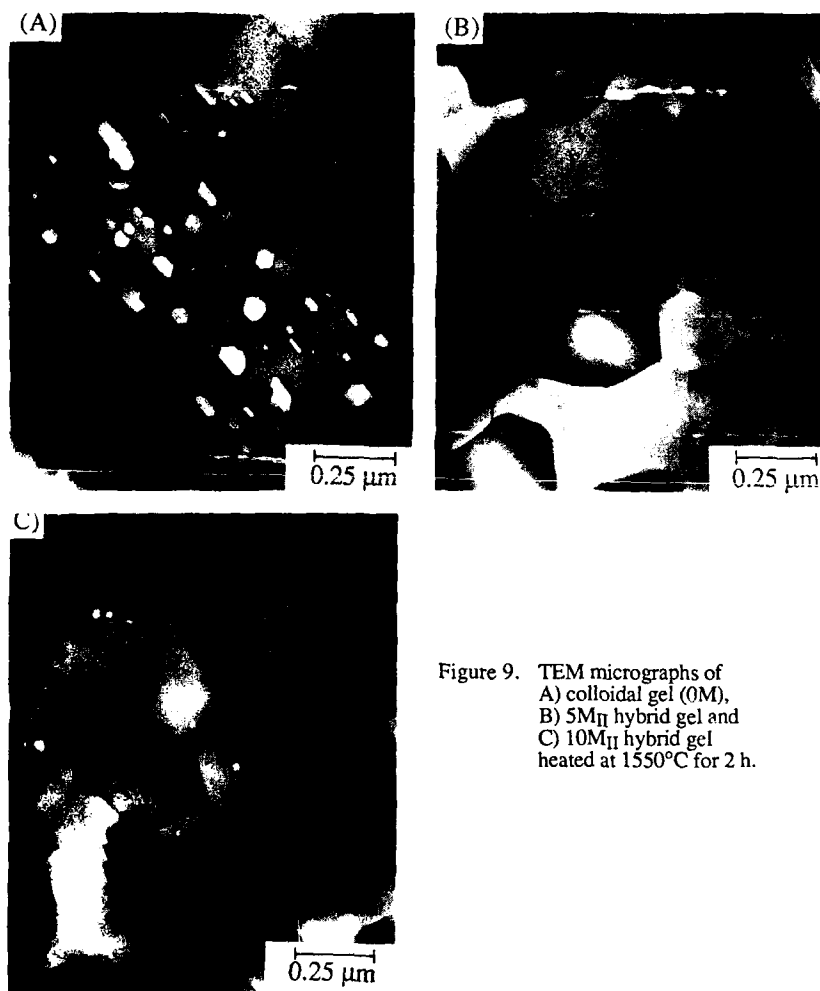 (A)
(B)
0.25 µm
0.25 µm
C)
0.25 µm
Figure 9. TEM micrographs of
A) colloidal gel (0M),
B) 5MII hybrid gel and
C) 10MII hybrid gel
heated at 1550°C for 2 h.